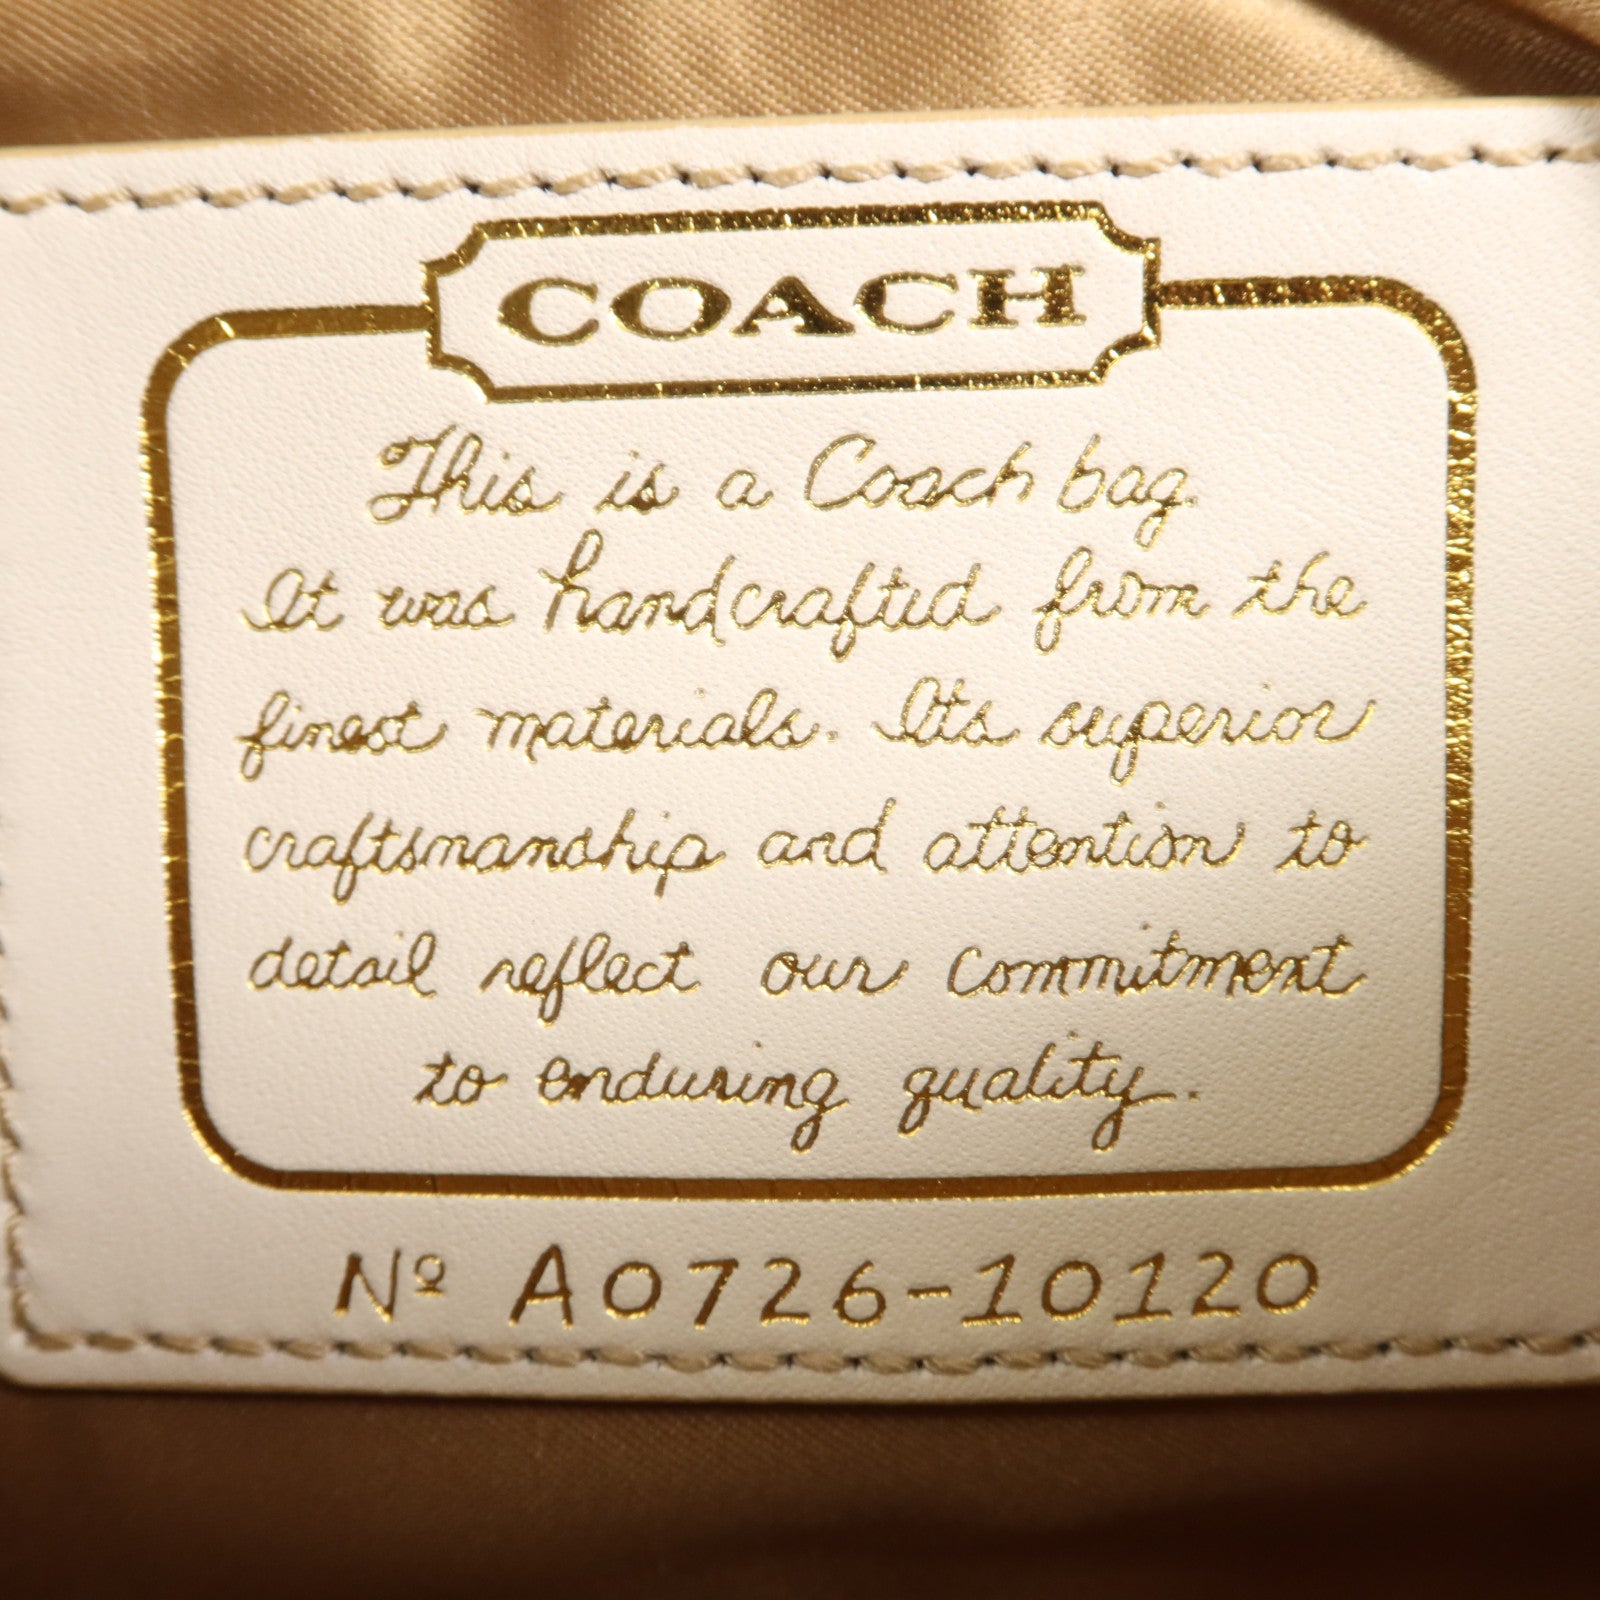 COACH
This is a Coach bag.
It was handcrafted from the
finest materials. Its superior
craftsmanship and attention to
detail reflect our commitment
to enduring quality.
Nº A0726-10120